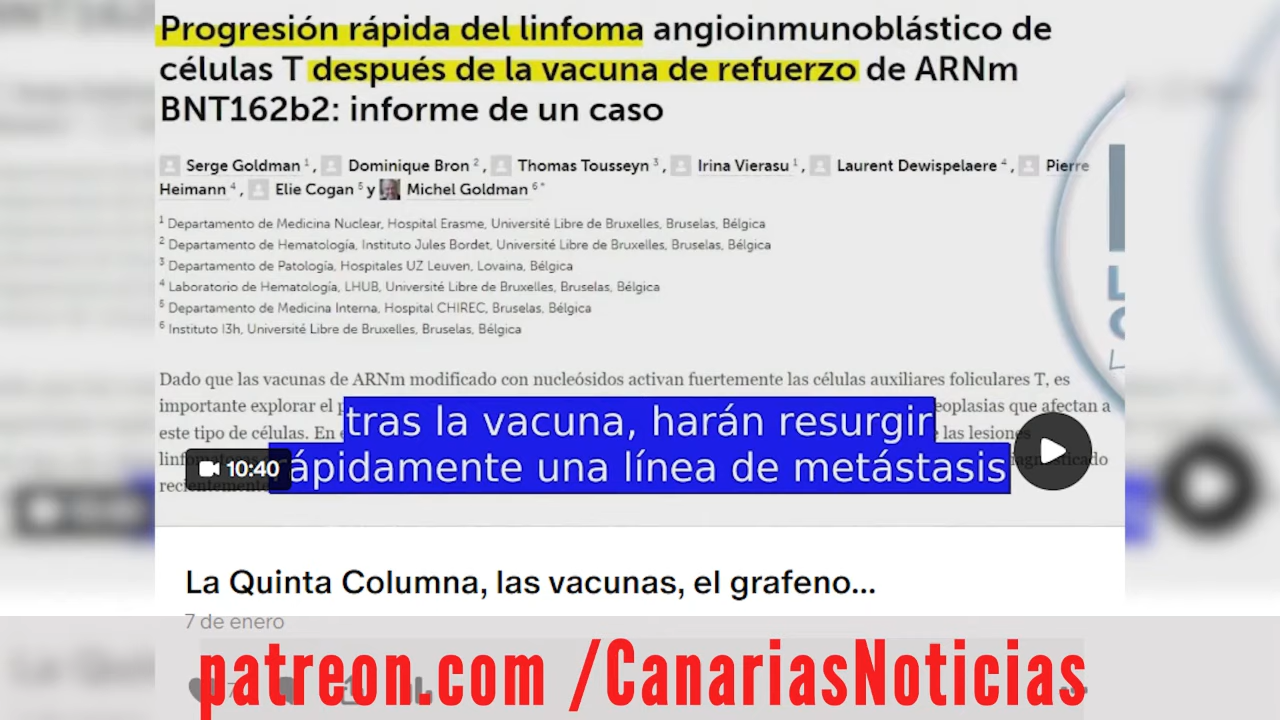 Progresión rápida del linfoma angioinmunoblástico de
células T después de la vacuna de refuerzo de ARNm
BNT162b2: informe de un caso
Serge Goldman 1, Dominique Bron 2, Thomas Tousseyn 3, Irina Vierasu 1, Laurent Dewispelaere 4, Pierre
Heimann 4, Elie Cogan 5 y Michel Goldman 6 *
1 Departamento de Medicina Nuclear, Hospital Erasme, Université Libre de Bruxelles, Bruselas, Bélgica
2 Departamento de Hematología, Instituto Jules Bordet, Université Libre de Bruxelles, Bruselas, Bélgica
3 Departamento de Patología, Hospitales UZ Leuven, Lovaina, Bélgica
4 Laboratorio de Hematología, LHUB, Université Libre de Bruxelles, Bruselas, Bélgica
5 Departamento de Medicina Interna, Hospital CHIREC, Bruselas, Bélgica
6 Instituto I3h, Université Libre de Bruxelles, Bruselas, Bélgica
Dado que las vacunas de ARNm modificado con nucleósidos activan fuertemente las células auxiliares foliculares T, es
importante explorar el que afectan a
este tipo de células. En las lesiones
recientemente
tras la vacuna, harán resurgir
rápidamente una línea de metástasis
10:40
La Quinta Columna, las vacunas, el grafeno...
7 de enero
patreon.com /CanariasNoticias